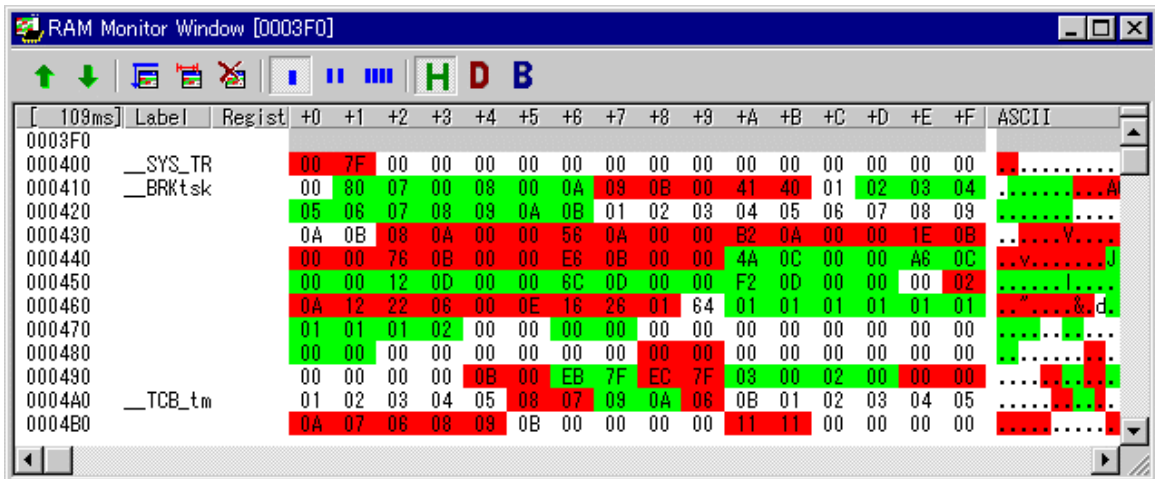 RAM Monitor Window [0003F0]
H D B
[ 109ms] Label Regist +0 +1 +2 +3 +4 +5 +6 +7 +8 +9 +A +B +C +D +E +F ASCII
0003F0
000400 __SYS_TR 00 7F 00 00 00 00 00 00 00 00 00 00 00 00 00 00 ...........
000410 __BRKtsk 00 80 07 00 08 00 0A 09 0B 00 41 40 01 02 03 04 ..........A@
000420 05 06 07 08 09 0A 0B 01 02 03 04 05 06 07 08 09 ...........
000430 0A 0B 08 0A 00 00 56 0A 00 00 B2 0A 00 00 1E 0B ......V....
000440 00 00 76 0B 00 00 E6 0B 00 00 4A 0C 00 00 A6 0C ..v.......J
000450 00 00 12 0D 00 00 6C 0D 00 00 F2 0D 00 00 00 02 ......l....
000460 0A 12 22 06 00 0E 16 26 01 64 01 01 01 01 01 01 .."....&.d.
000470 01 01 01 02 00 00 00 00 00 00 00 00 00 00 00 00 ...........
000480 00 00 00 00 00 00 00 00 00 00 00 00 00 00 00 00 ...........
000490 00 00 00 00 0B 00 EB 7F EC 7F 03 00 02 00 00 00 ...........
0004A0 __TCB_tm 01 02 03 04 05 08 07 09 0A 06 0B 01 02 03 04 05 ...........
0004B0 0A 07 06 08 09 0B 00 00 00 00 11 11 00 00 00 00 ...........